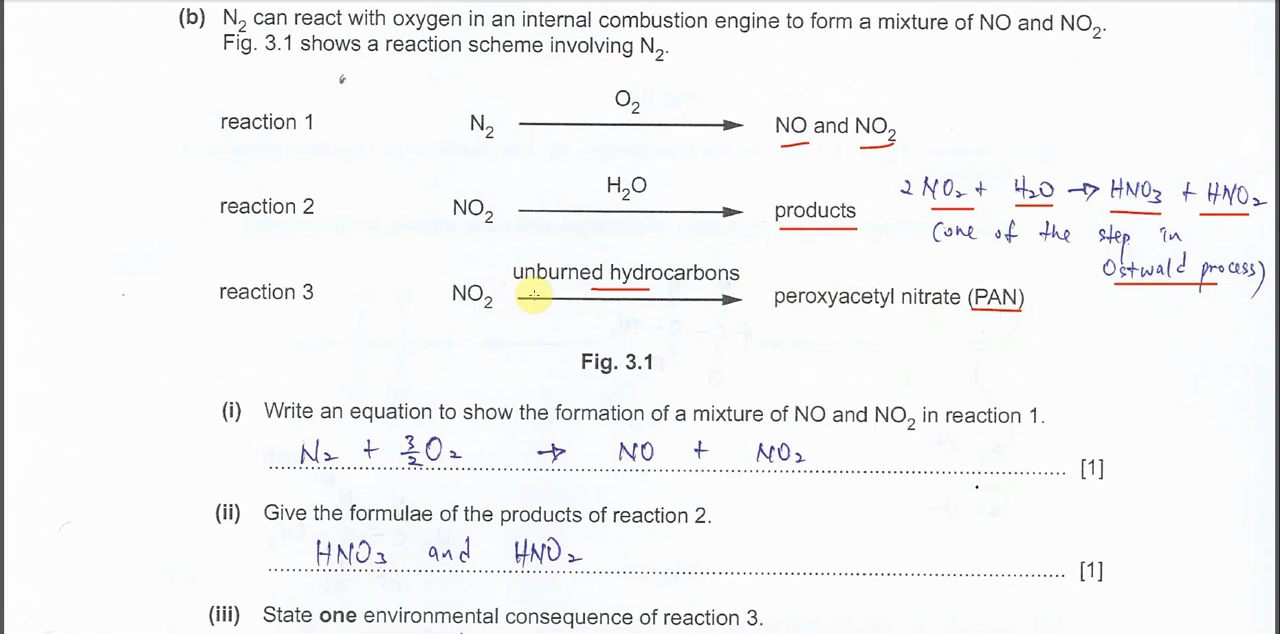 (b) N₂ can react with oxygen in an internal combustion engine to form a mixture of NO and NO₂.
Fig. 3.1 shows a reaction scheme involving N₂.
O₂
reaction 1 N₂ NO and NO₂
H₂O
reaction 2 NO₂ products
2NO₂ + H₂O → HNO₃ + HNO₂
(one of the step in
Ostwald process)
unburned hydrocarbons
reaction 3 NO₂ peroxyacetyl nitrate (PAN)
Fig. 3.1
(i) Write an equation to show the formation of a mixture of NO and NO₂ in reaction 1.
N₂ + 3/2 O₂ → NO + NO₂ [1]
(ii) Give the formulae of the products of reaction 2.
HNO₃ and HNO₂ [1]
(iii) State one environmental consequence of reaction 3.